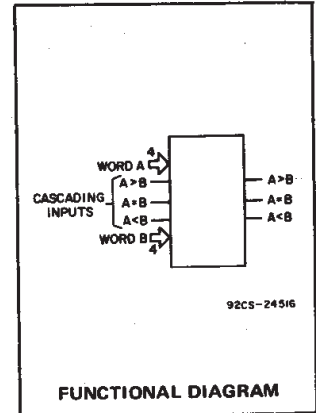 4
WORD A
A>B
A>B
CASCADING INPUTS
A=B
A=B
A<B
A<B
WORD B
4
92CS-24516
FUNCTIONAL DIAGRAM